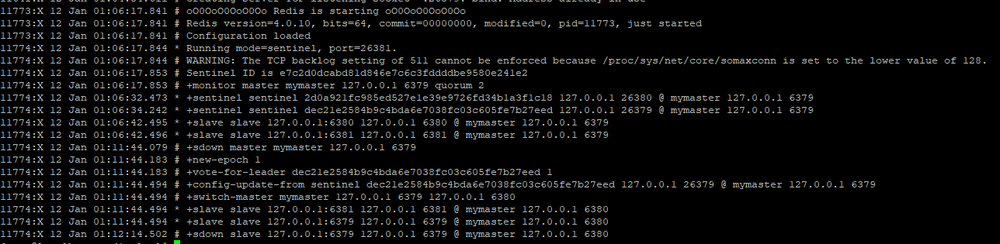 11773:X 12 Jan 01:06:17.841 # oO0OoO0OoO0Oo Redis is starting oO0OoO0OoO0Oo
11773:X 12 Jan 01:06:17.841 # Redis version=4.0.10, bits=64, commit=00000000, modified=0, pid=11773, just started
11773:X 12 Jan 01:06:17.841 # Configuration loaded
11774:X 12 Jan 01:06:17.844 * Running mode=sentinel, port=26381.
11774:X 12 Jan 01:06:17.844 # WARNING: The TCP backlog setting of 511 cannot be enforced because /proc/sys/net/core/somaxconn is set to the lower value of 128.
11774:X 12 Jan 01:06:17.853 # Sentinel ID is e7c2d0dcabd81d846e7c6c3fddddbe9580e241e2
11774:X 12 Jan 01:06:17.853 # +monitor master mymaster 127.0.0.1 6379 quorum 2
11774:X 12 Jan 01:06:32.473 * +sentinel sentinel 2d0a921fc985ed527e1e39e9726fd34b1a3f1c18 127.0.0.1 26380 @ mymaster 127.0.0.1 6379
11774:X 12 Jan 01:06:34.242 * +sentinel sentinel dec21e2584b9c4bda6e7038fc03c605fe7b27eed 127.0.0.1 26379 @ mymaster 127.0.0.1 6379
11774:X 12 Jan 01:06:42.495 * +slave slave 127.0.0.1:6380 127.0.0.1 6380 @ mymaster 127.0.0.1 6379
11774:X 12 Jan 01:06:42.496 * +slave slave 127.0.0.1:6381 127.0.0.1 6381 @ mymaster 127.0.0.1 6379
11774:X 12 Jan 01:11:44.079 # +sdown master mymaster 127.0.0.1 6379
11774:X 12 Jan 01:11:44.183 # +new-epoch 1
11774:X 12 Jan 01:11:44.183 # +vote-for-leader dec21e2584b9c4bda6e7038fc03c605fe7b27eed 1
11774:X 12 Jan 01:11:44.494 # +config-update-from sentinel dec21e2584b9c4bda6e7038fc03c605fe7b27eed 127.0.0.1 26379 @ mymaster 127.0.0.1 6379
11774:X 12 Jan 01:11:44.494 # +switch-master mymaster 127.0.0.1 6379 127.0.0.1 6380
11774:X 12 Jan 01:11:44.494 * +slave slave 127.0.0.1:6381 127.0.0.1 6381 @ mymaster 127.0.0.1 6380
11774:X 12 Jan 01:11:44.494 * +slave slave 127.0.0.1:6379 127.0.0.1 6379 @ mymaster 127.0.0.1 6380
11774:X 12 Jan 01:12:14.502 # +sdown slave 127.0.0.1:6379 127.0.0.1 6379 @ mymaster 127.0.0.1 6380